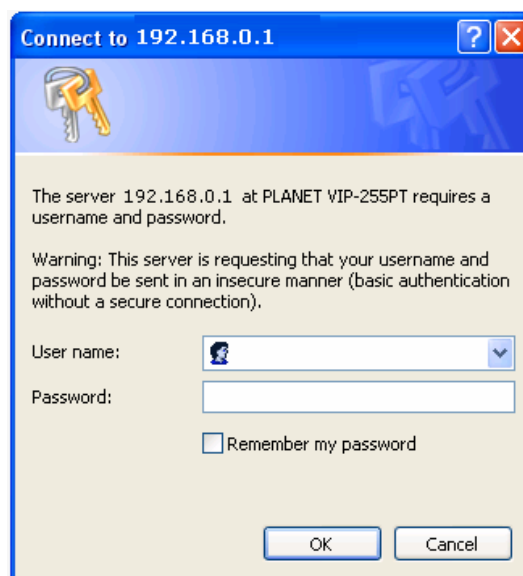 Connect to 192.168.0.1
The server 192.168.0.1 at PLANET VIP-255PT requires a
username and password.
Warning: This server is requesting that your username and
password be sent in an insecure manner (basic authentication
without a secure connection).
User name:
Password:
Remember my password
OK
Cancel